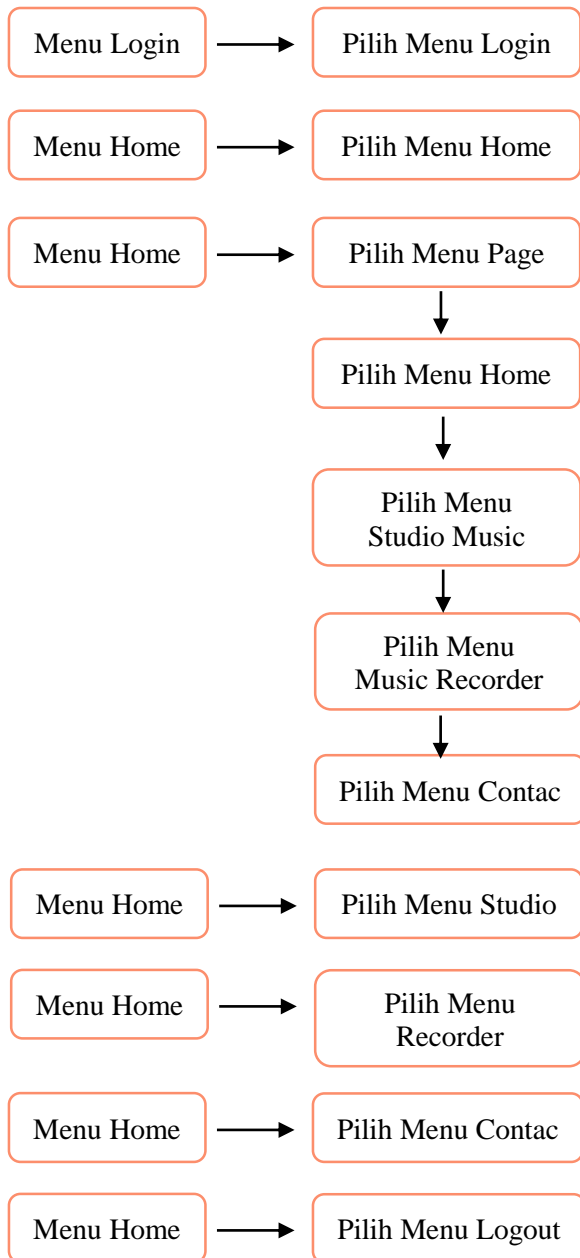 Menu Login
Pilih Menu Login
Menu Home
Pilih Menu Home
Menu Home
Pilih Menu Page
Pilih Menu Home
Pilih Menu
Studio Music
Pilih Menu
Music Recorder
Pilih Menu Contac
Menu Home
Pilih Menu Studio
Menu Home
Pilih Menu
Recorder
Menu Home
Pilih Menu Contac
Menu Home
Pilih Menu Logout